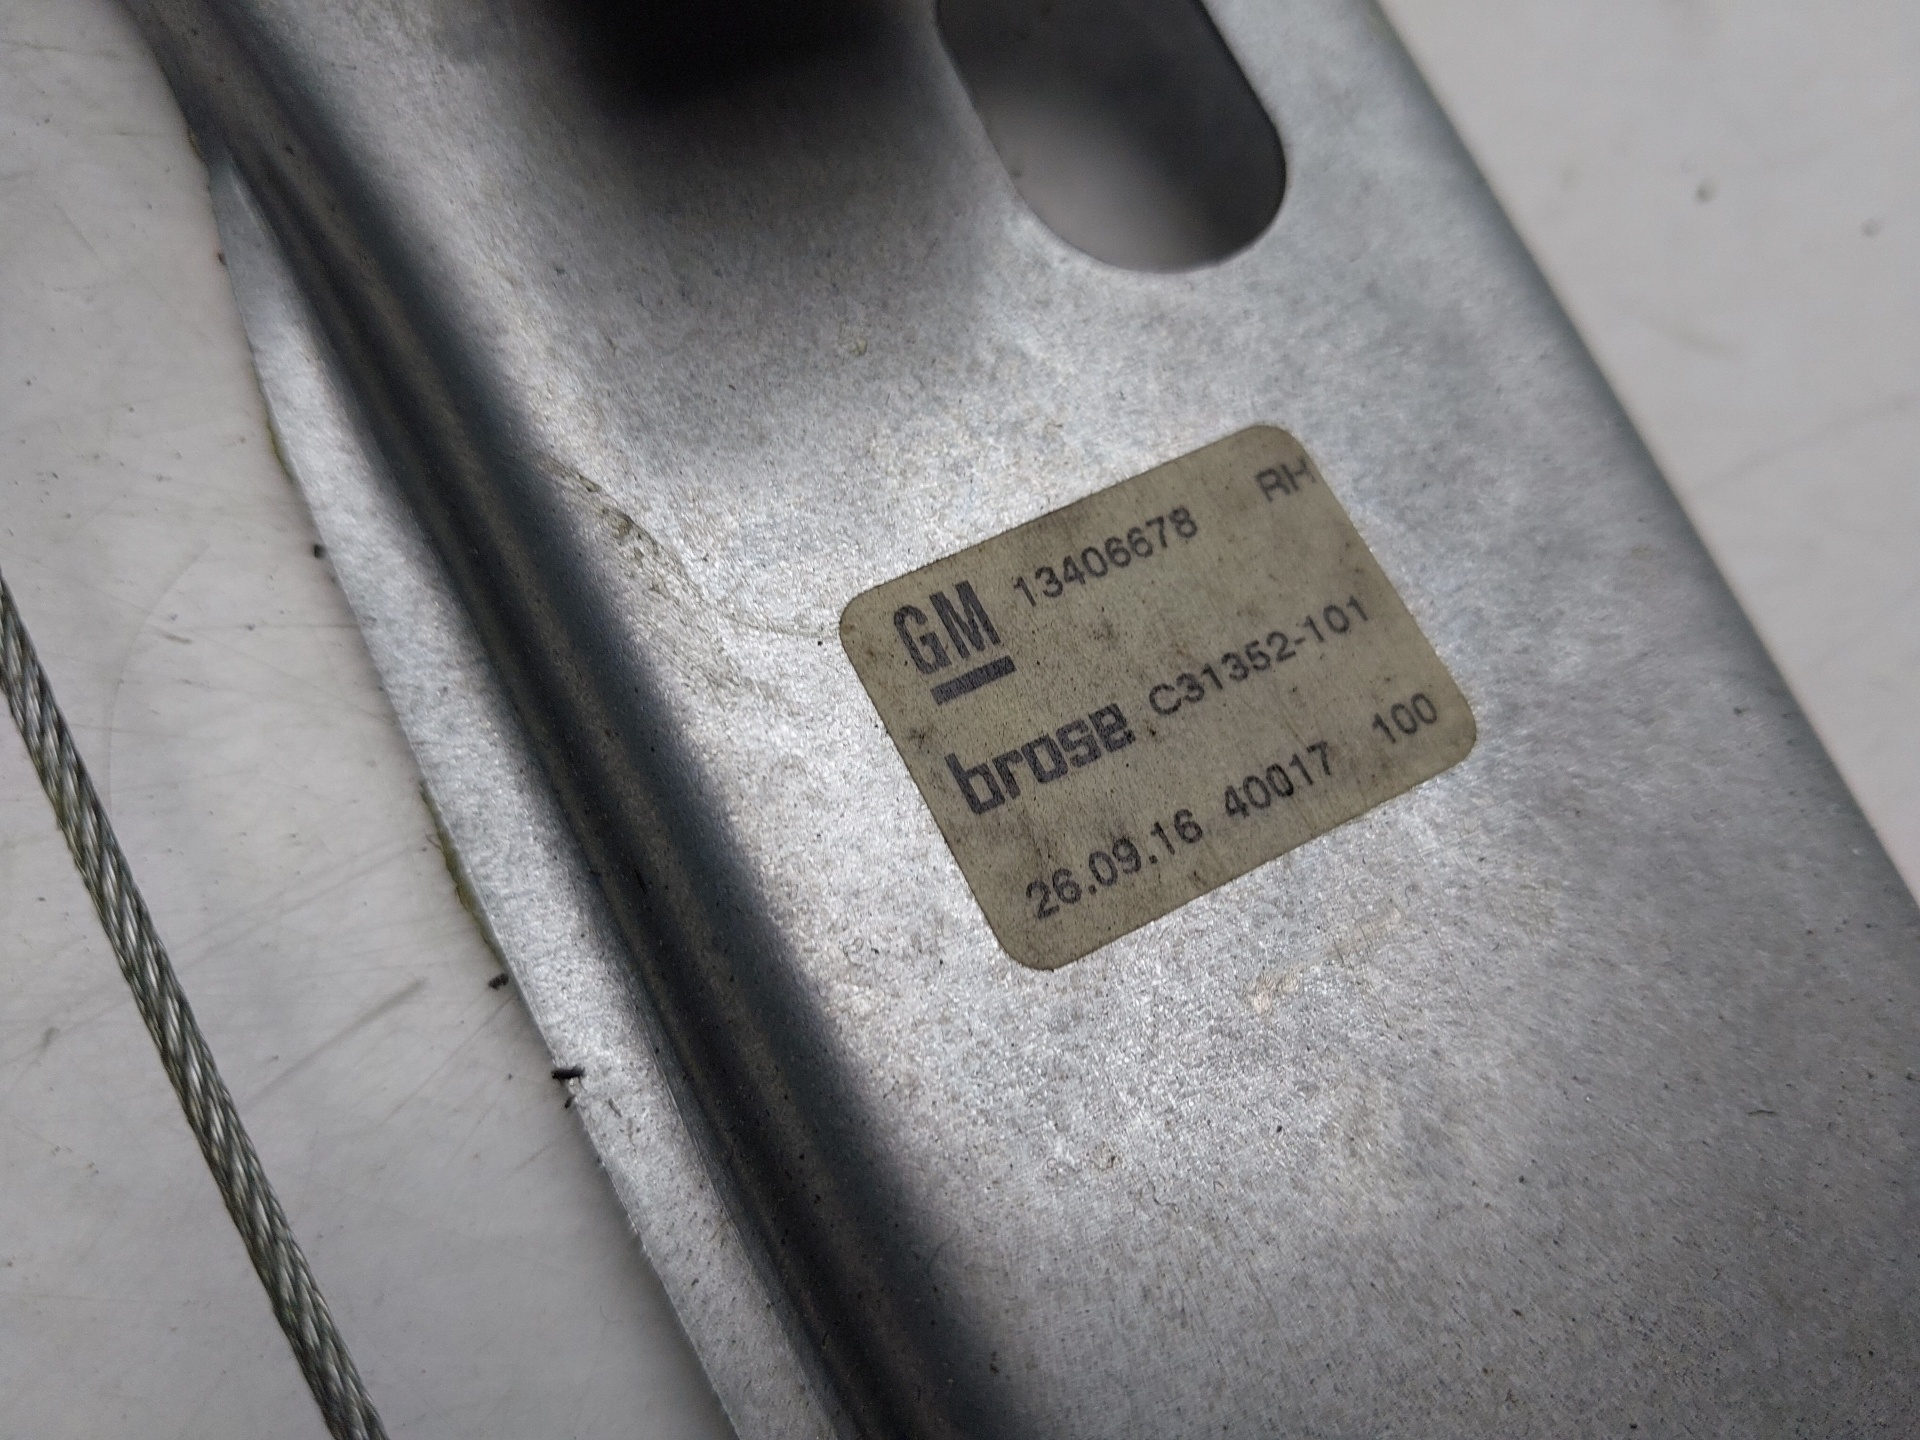 GM 13406678 RH
brose C31352-101
26.09.16 40017 100